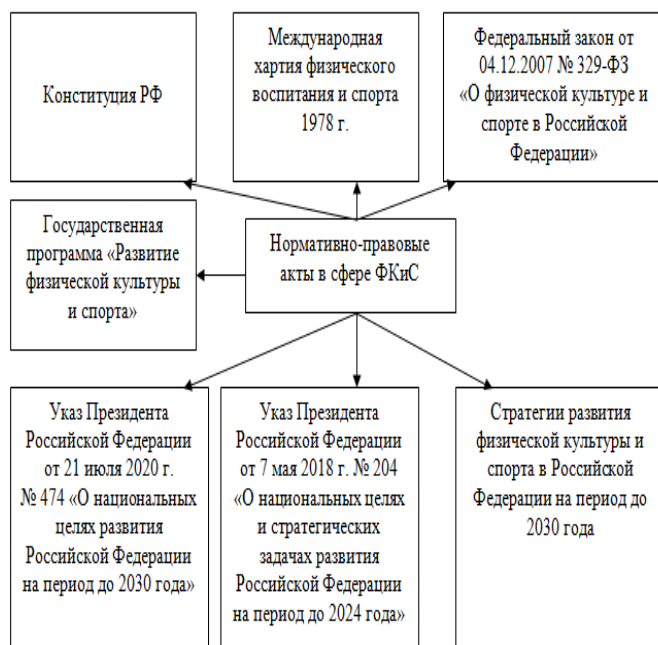 Конституция РФ
Международная
хартия физического
воспитания и спорта
1978 г.
Федеральный закон от
04.12.2007 № 329-ФЗ
«О физической культуре и
спорте в Российской
Федерации»
Государственная
программа «Развитие
физической культуры
и спорта»
Нормативно-правовые
акты в сфере ФКиС
Указ Президента
Российской Федерации
от 21 июля 2020 г.
№ 474 «О национальных
целях развития
Российской Федерации
на период до 2030 года»
Указ Президента
Российской Федерации
от 7 мая 2018 г. № 204
«О национальных целях
и стратегических
задачах развития
Российской Федерации
на период до 2024 года»
Стратегии развития
физической культуры и
спорта в Российской
Федерации на период до
2030 года